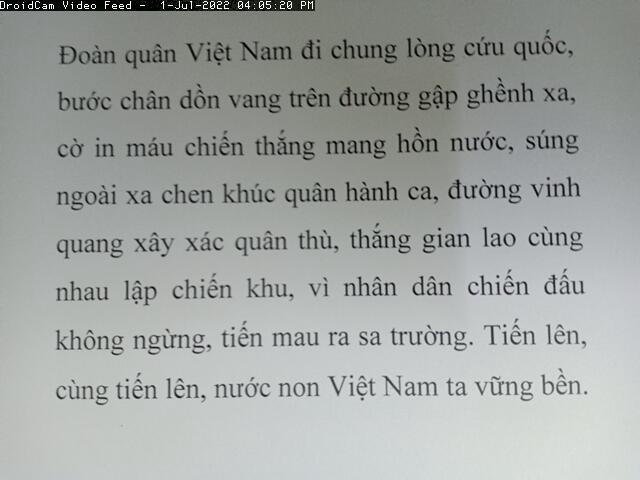 DroidCam Video Feed - 1-Jul-2022 04:05:20 PM
Đoàn quân Việt Nam đi chung lòng cứu quốc,
bước chân dồn vang trên đường gập ghềnh xa,
cờ in máu chiến thắng mang hồn nước, súng
ngoài xa chen khúc quân hành ca, đường vinh
quang xây xác quân thù, thắng gian lao cùng
nhau lập chiến khu, vì nhân dân chiến đấu
không ngừng, tiến mau ra sa trường. Tiến lên,
cùng tiến lên, nước non Việt Nam ta vững bền.